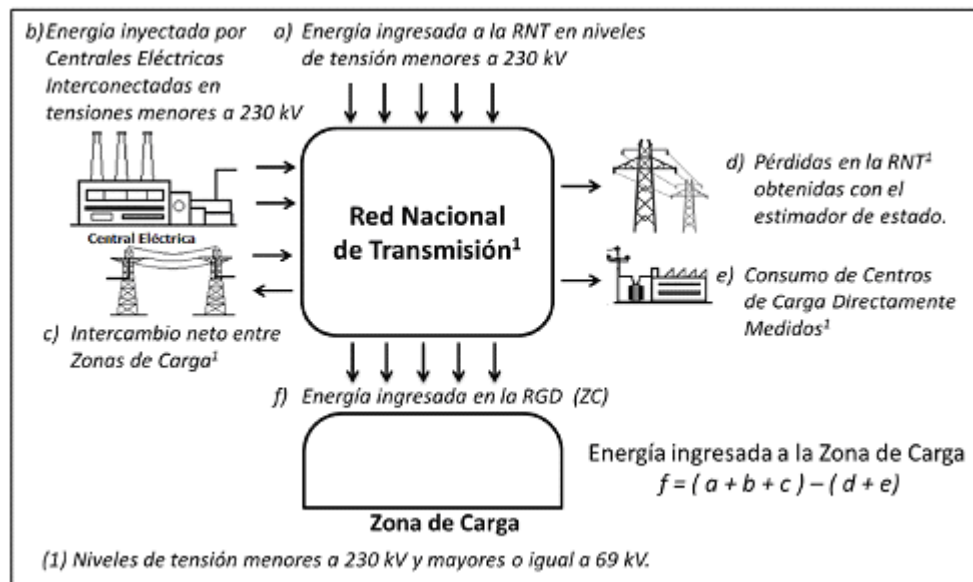 b) Energía inyectada por
Centrales Eléctricas
Interconectadas en
tensiones menores a 230 kV
a) Energía ingresada a la RNT en niveles
de tensión menores a 230 kV
Central Eléctrica
c) Intercambio neto entre
Zonas de Carga¹
Red Nacional
de Transmisión¹
d) Pérdidas en la RNT¹
obtenidas con el
estimador de estado.
e) Consumo de Centros
de Carga Directamente
Medidos¹
f) Energía ingresada en la RGD (ZC)
Energía ingresada a la Zona de Carga
f = ( a + b + c ) – ( d + e)
Zona de Carga
(1) Niveles de tensión menores a 230 kV y mayores o igual a 69 kV.